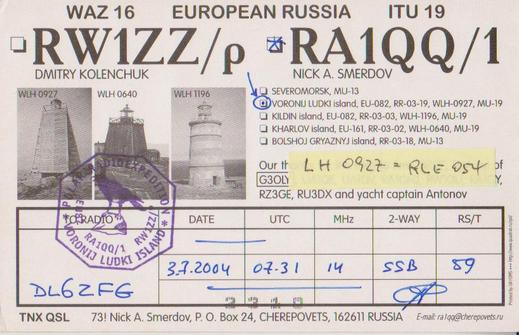 WAZ 16 EUROPEAN RUSSIA ITU 19
RW1ZZ/p RA1QQ/1
DMITRY KOLENCHUK NICK A. SMERDOV
WLH 0927 WLH 0640 WLH 1196
SEVEROMORSK, MU-13
VORONIJ LUDKI island, EU-082, RR-03-19, WLH-0927, MU-19
KILDIN island, EU-082, RR-03-03, WLH-1196, MU-19
KHARLOV island, EU-161, RR-03-02, WLH-0640, MU-19
BOLSHOJ GRYAZNYJ island, RR-03-18, MU-13
Our th of
LH 0927 = RLE 054
G3OLY
RZ3GE, RU3DX and yacht captain Antonov
POLAR RADIOEXPEDITION
RA1QQ/1 RW1ZZ/
VORONIJ LUDKI ISLAND
TO RADIO DATE UTC MHz 2-WAY RS/T
DL6ZFG 3.7.2004 07-31 14 SSB 59
TNX QSL 73! Nick A. Smerdov, P. O. Box 24, CHEREPOVETS, 162611 RUSSIA E-mail: ra1qq@cherepovets.com